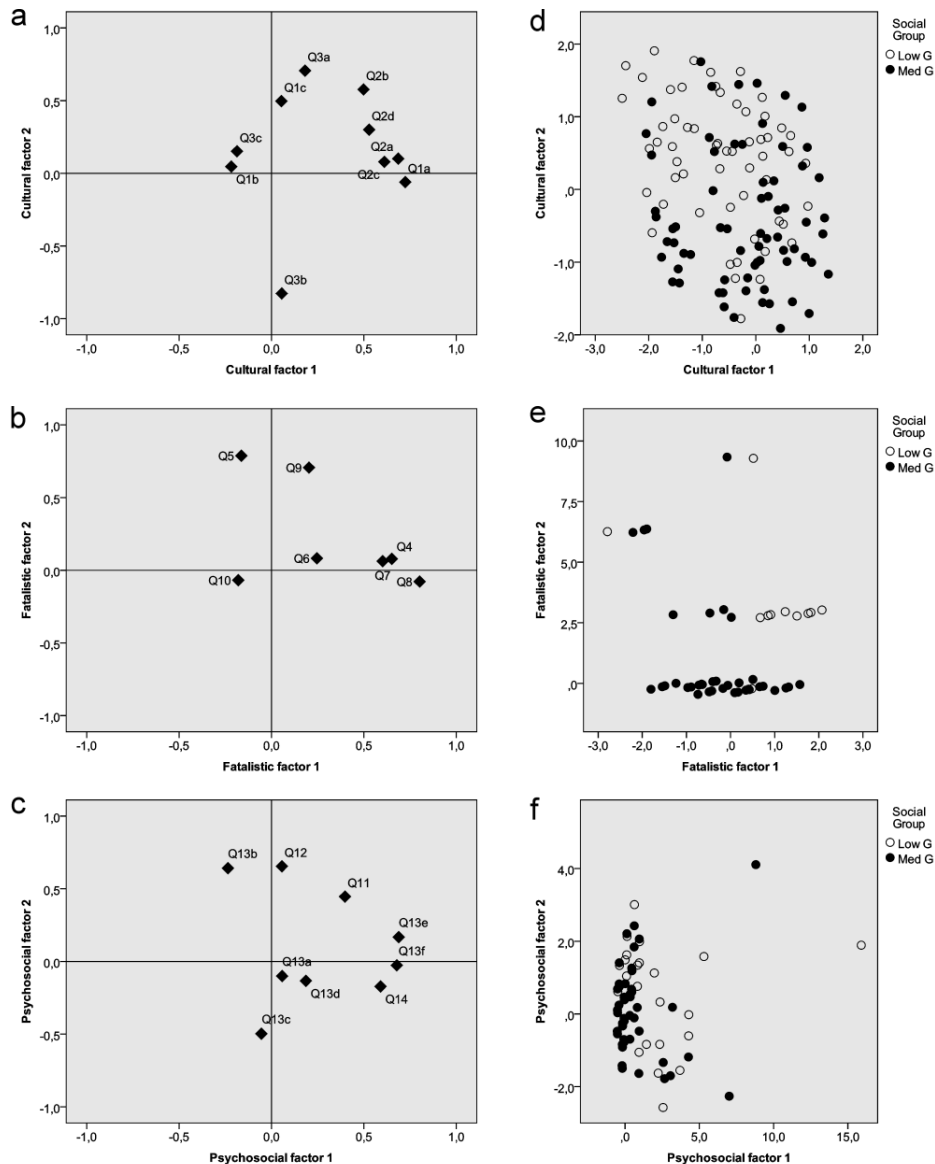 a
1,0
0,5
0,0
-0,5
-1,0
Cultural factor 2
Q3a
Q1c
Q2b
Q2d
Q3c
Q2a
Q1b
Q2c
Q1a
Q3b
-1,0 -0,5 0,0 0,5 1,0
Cultural factor 1
d
2,0
1,0
,0
-1,0
-2,0
Cultural factor 2
-3,0 -2,0 -1,0 ,0 1,0 2,0
Cultural factor 1
Social
Group
Low G
Med G
b
1,0
0,5
0,0
-0,5
-1,0
Fatalistic factor 2
Q5
Q9
Q6
Q4
Q10
Q7
Q8
-1,0 -0,5 0,0 0,5 1,0
Fatalistic factor 1
e
10,0
7,5
5,0
2,5
,0
Fatalistic factor 2
-3,0 -2,0 -1,0 ,0 1,0 2,0 3,0
Fatalistic factor 1
Social
Group
Low G
Med G
c
1,0
0,5
0,0
-0,5
-1,0
Psychosocial factor 2
Q13b
Q12
Q11
Q13e
Q13f
Q13a
Q13d
Q14
Q13c
-1,0 -0,5 0,0 0,5 1,0
Psychosocial factor 1
f
4,0
2,0
,0
-2,0
Psychosocial factor 2
,0 5,0 10,0 15,0
Psychosocial factor 1
Social
Group
Low G
Med G